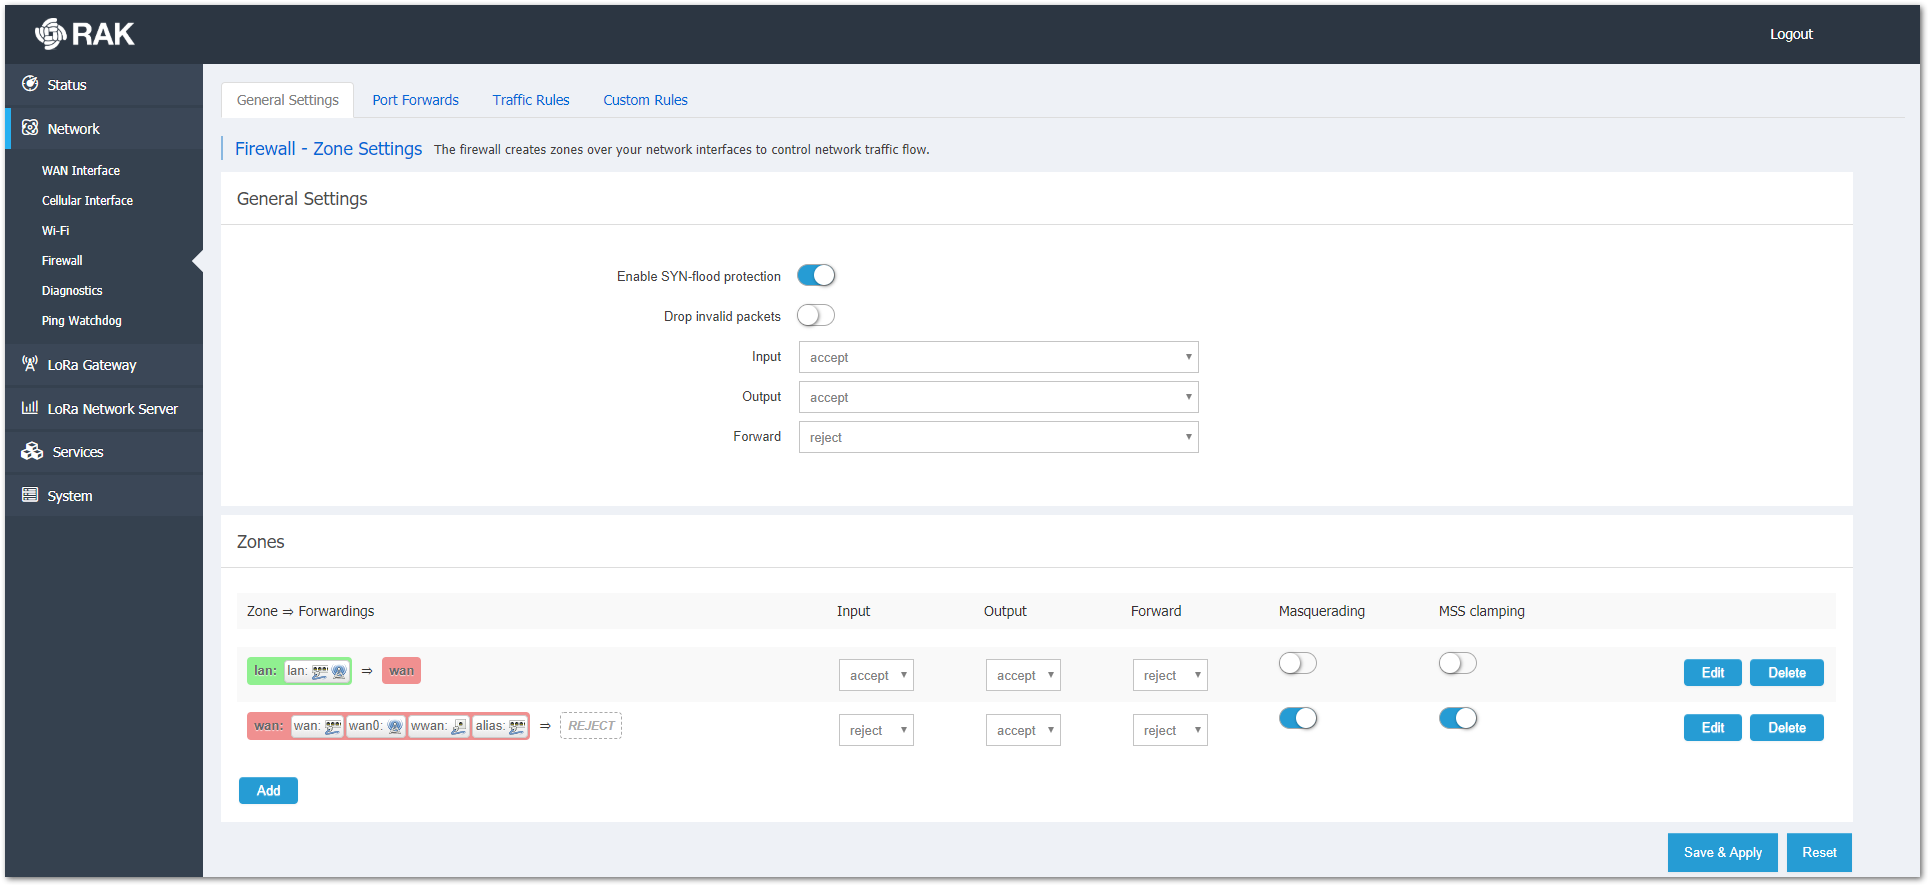 RAK
Logout
Status
Network
WAN Interface
Cellular Interface
Wi-Fi
Firewall
Diagnostics
Ping Watchdog
LoRa Gateway
LoRa Network Server
Services
System
General Settings Port Forwards Traffic Rules Custom Rules
Firewall - Zone Settings The firewall creates zones over your network interfaces to control network traffic flow.
General Settings
Enable SYN-flood protection
Drop invalid packets
Input accept
Output accept
Forward reject
Zones
Zone ⇒ Forwardings Input Output Forward Masquerading MSS clamping
lan: lan: ⇒ wan accept accept reject Edit Delete
wan: wan: wan0: wwan: alias: ⇒ REJECT reject accept reject Edit Delete
Add
Save & Apply Reset